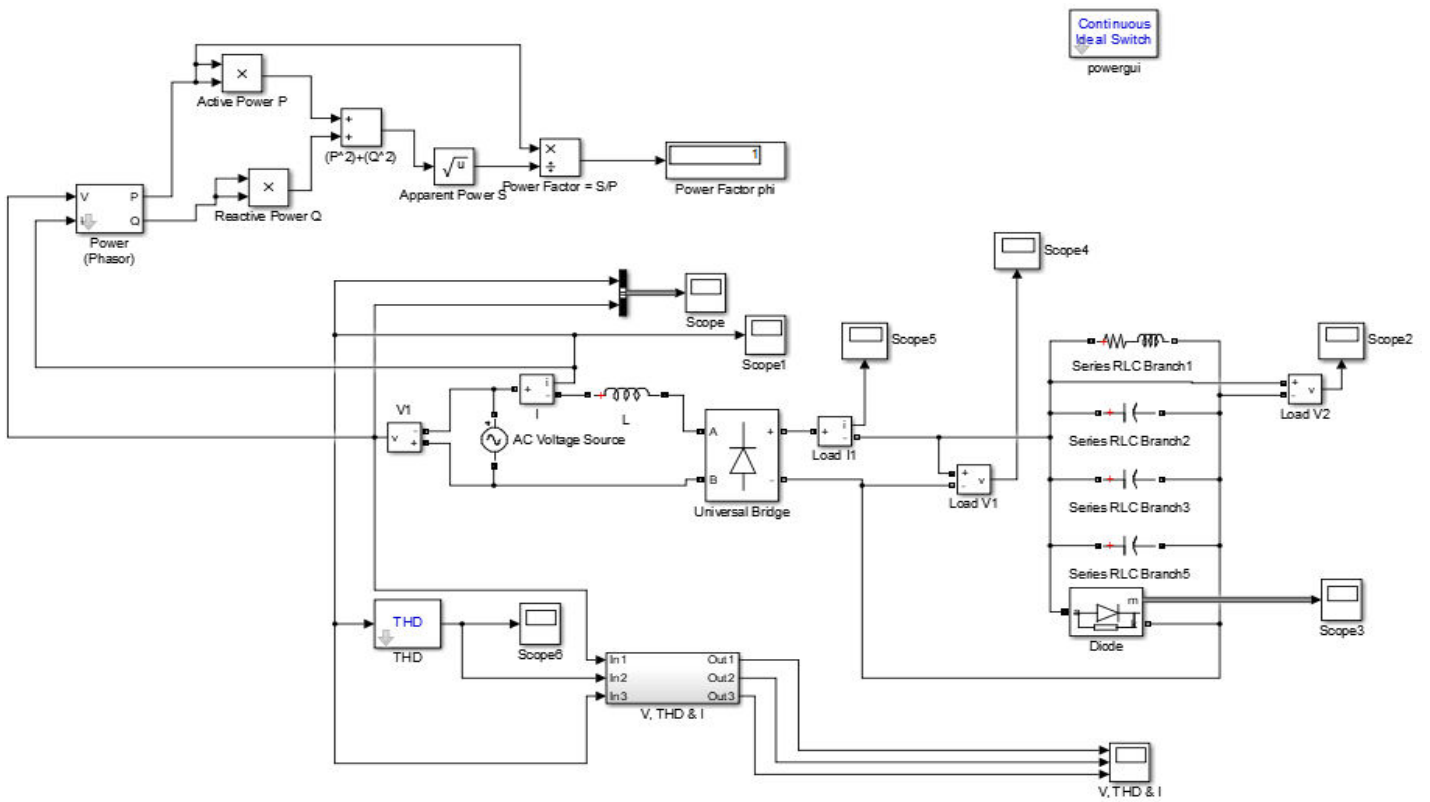 Continuous
Ideal Switch
powergui
×
Active Power P
+
+
(P^2)+(Q^2)
√u
Apparent Power S
×
÷
Power Factor = S/P
1
Power Factor phi
×
Reactive Power Q
V
I
P
Q
Power
(Phasor)
Scope4
Scope
Scope1
Scope5
Scope2
Series RLC Branch1
+
-
v
Load V2
V1
v
-
+
+
i
-
I
L
AC Voltage Source
A
B
+
-
Universal Bridge
+
i
-
Load I1
+
-
v
Load V1
Series RLC Branch2
Series RLC Branch3
Series RLC Branch5
a
m
k
Diode
Scope3
THD
THD
Scope6
In1
In2
In3
Out1
Out2
Out3
V, THD & I
V, THD & I